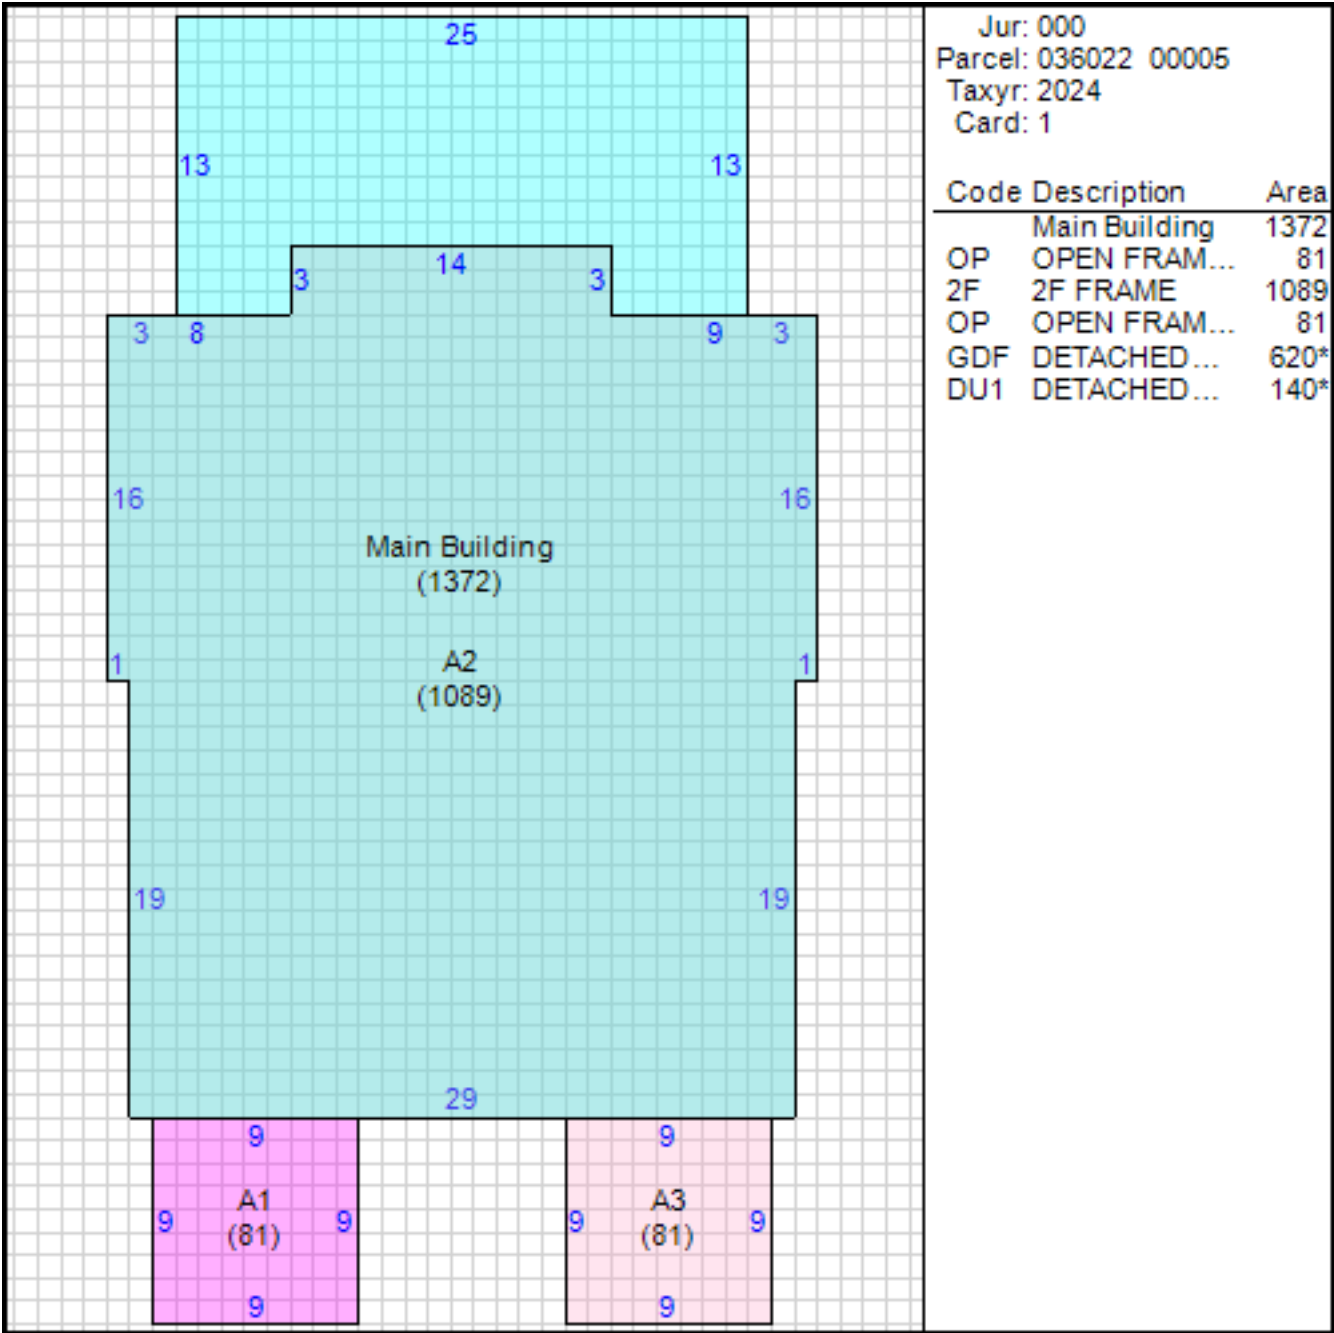 25
13 13
3 14 3
3 8 9 3
16 16
Main Building
(1372)
1 A2 1
(1089)
19 19
29
9 9
A1 A3
9 9 9 9
(81) (81)
9 9
Jur: 000
Parcel: 036022 00005
Taxyr: 2024
Card: 1
Code Description Area
Main Building 1372
OP OPEN FRAM... 81
2F 2F FRAME 1089
OP OPEN FRAM... 81
GDF DETACHED... 620*
DU1 DETACHED... 140*